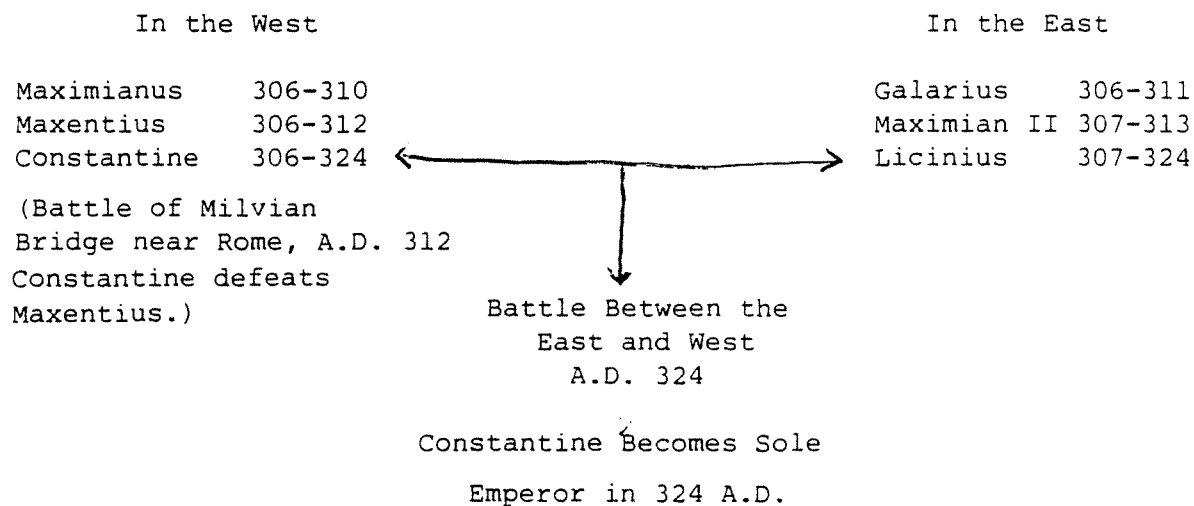 In the West
Maximianus 306-310
Maxentius 306-312
Constantine 306-324
(Battle of Milvian
Bridge near Rome, A.D. 312
Constantine defeats
Maxentius.)
In the East
Galarius 306-311
Maximian II 307-313
Licinius 307-324
Battle Between the
East and West
A.D. 324
Constantine Becomes Sole
Emperor in 324 A.D.